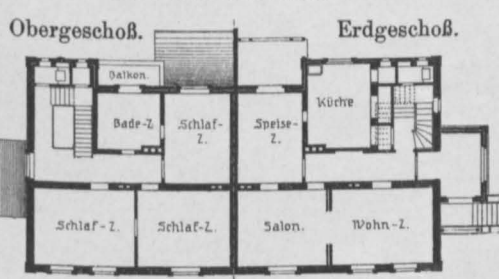 Obergeschoß. Erdgeschoß.
Balkon.
Bade-Z.
Schlaf-
Z.
Speise-
Z.
Küche
Schlaf-Z.
Schlaf-Z.
Salon.
Wohn-Z.